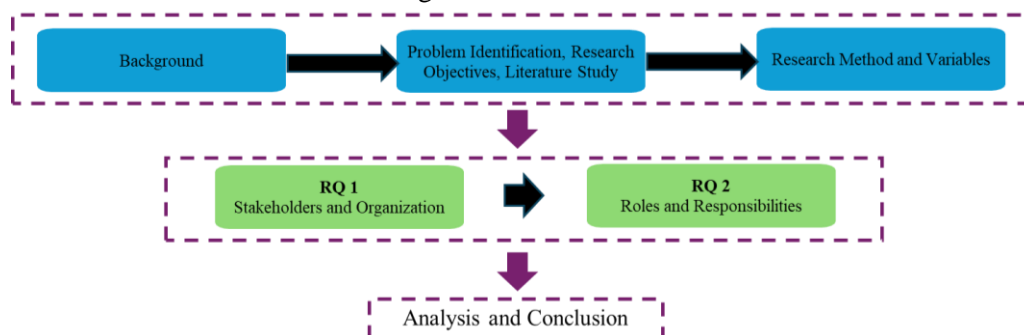 Background
Problem Identification, Research
Objectives, Literature Study
Research Method and Variables
RQ 1
Stakeholders and Organization
RQ 2
Roles and Responsibilities
Analysis and Conclusion